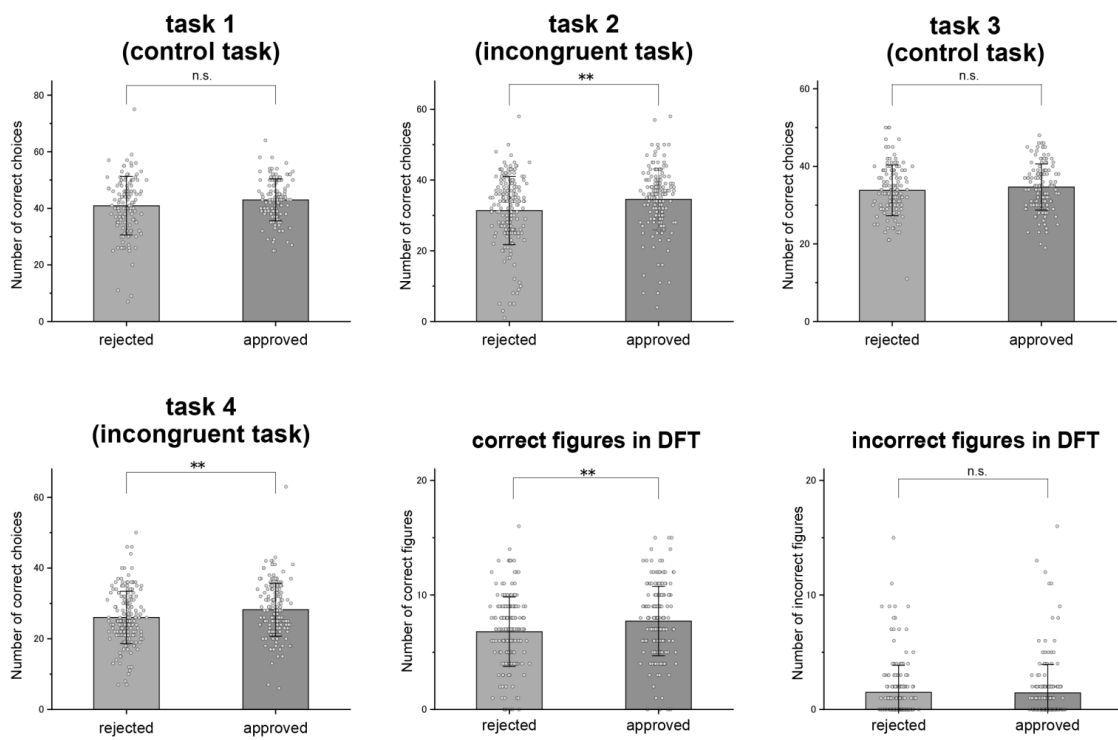 task 1
(control task)
n.s.
Number of correct choices
80
60
40
20
0
rejected
approved
task 2
(incongruent task)
**
Number of correct choices
60
40
20
0
rejected
approved
task 3
(control task)
n.s.
Number of correct choices
60
40
20
0
rejected
approved
task 4
(incongruent task)
**
Number of correct choices
60
40
20
0
rejected
approved
correct figures in DFT
**
Number of correct figures
20
10
0
rejected
approved
incorrect figures in DFT
n.s.
Number of incorrect figures
20
10
0
rejected
approved